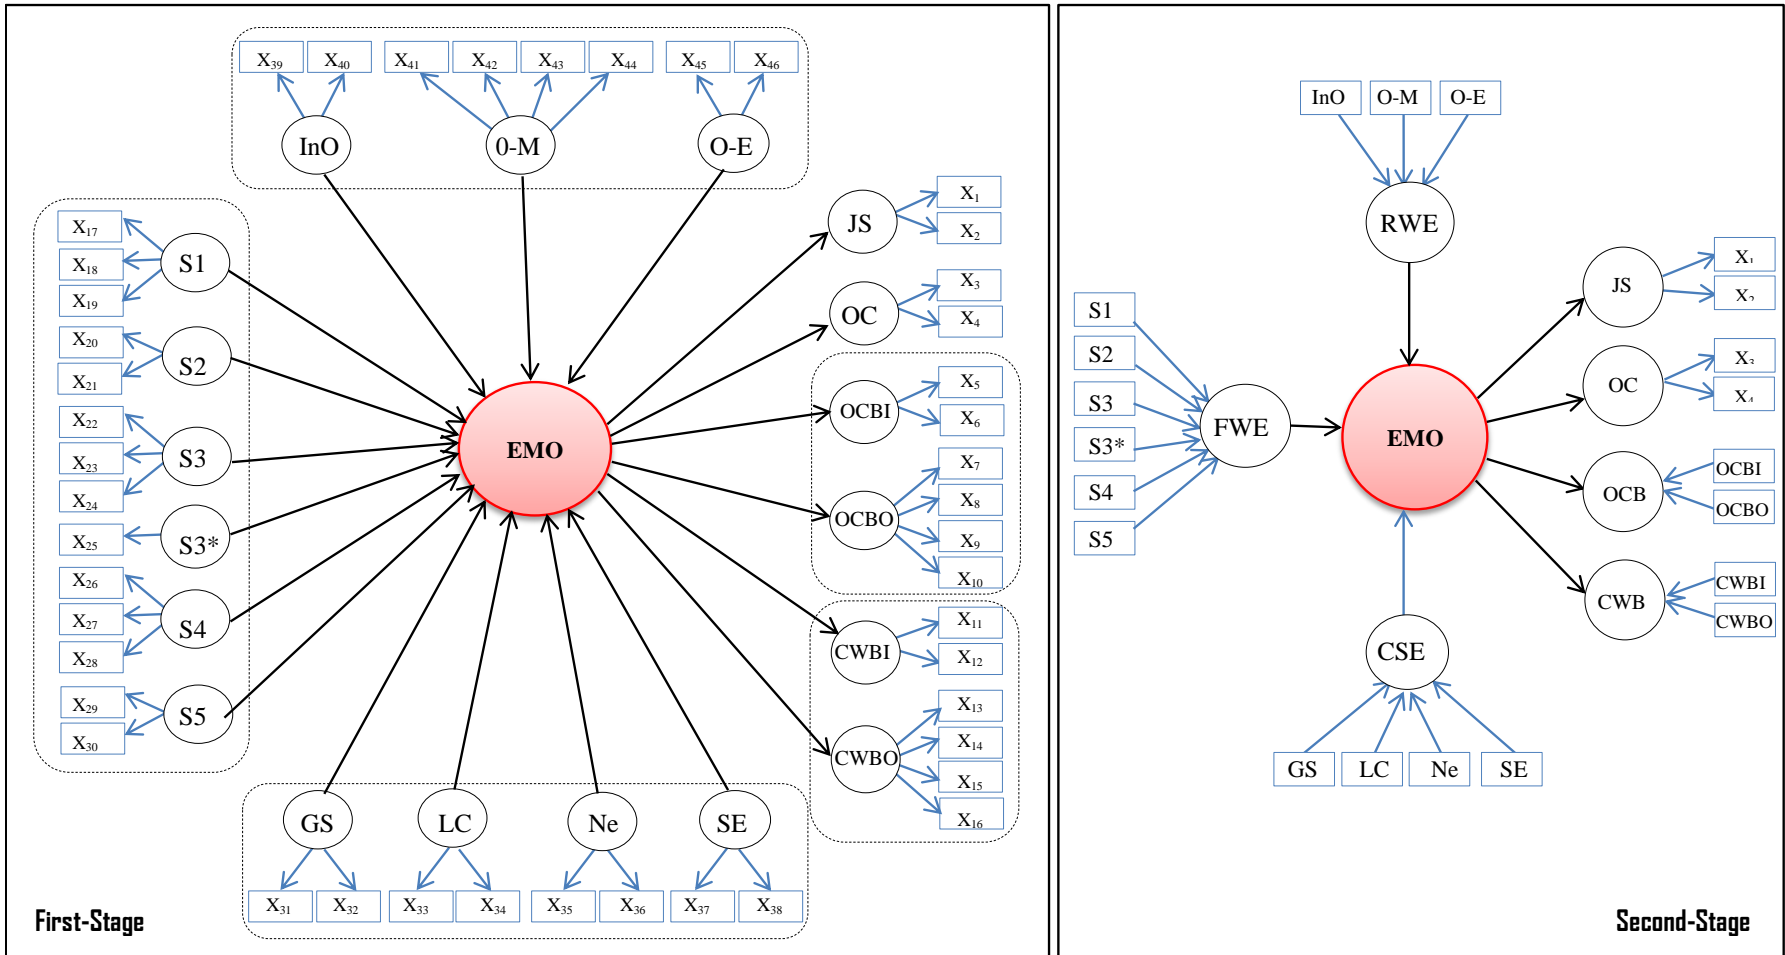 X39 X40 X41 X42 X43 X44 X45 X46
InO 0-M O-E
X17
X18
X19
S1
X20
X21
S2
X22
X23
X24
S3
X25
S3*
X26
X27
X28
S4
X29
X30
S5
EMO
JS
X1
X2
OC
X3
X4
OCBI
X5
X6
OCBO
X7
X8
X9
X10
CWBI
X11
X12
CWBO
X13
X14
X15
X16
GS LC Ne SE
X31 X32 X33 X34 X35 X36 X37 X38
First-Stage
InO O-M O-E
RWE
S1
S2
S3
S3*
S4
S5
FWE
EMO
JS
X1
X2
OC
X3
X4
OCB
OCBI
OCBO
CWB
CWBI
CWBO
CSE
GS LC Ne SE
Second-Stage